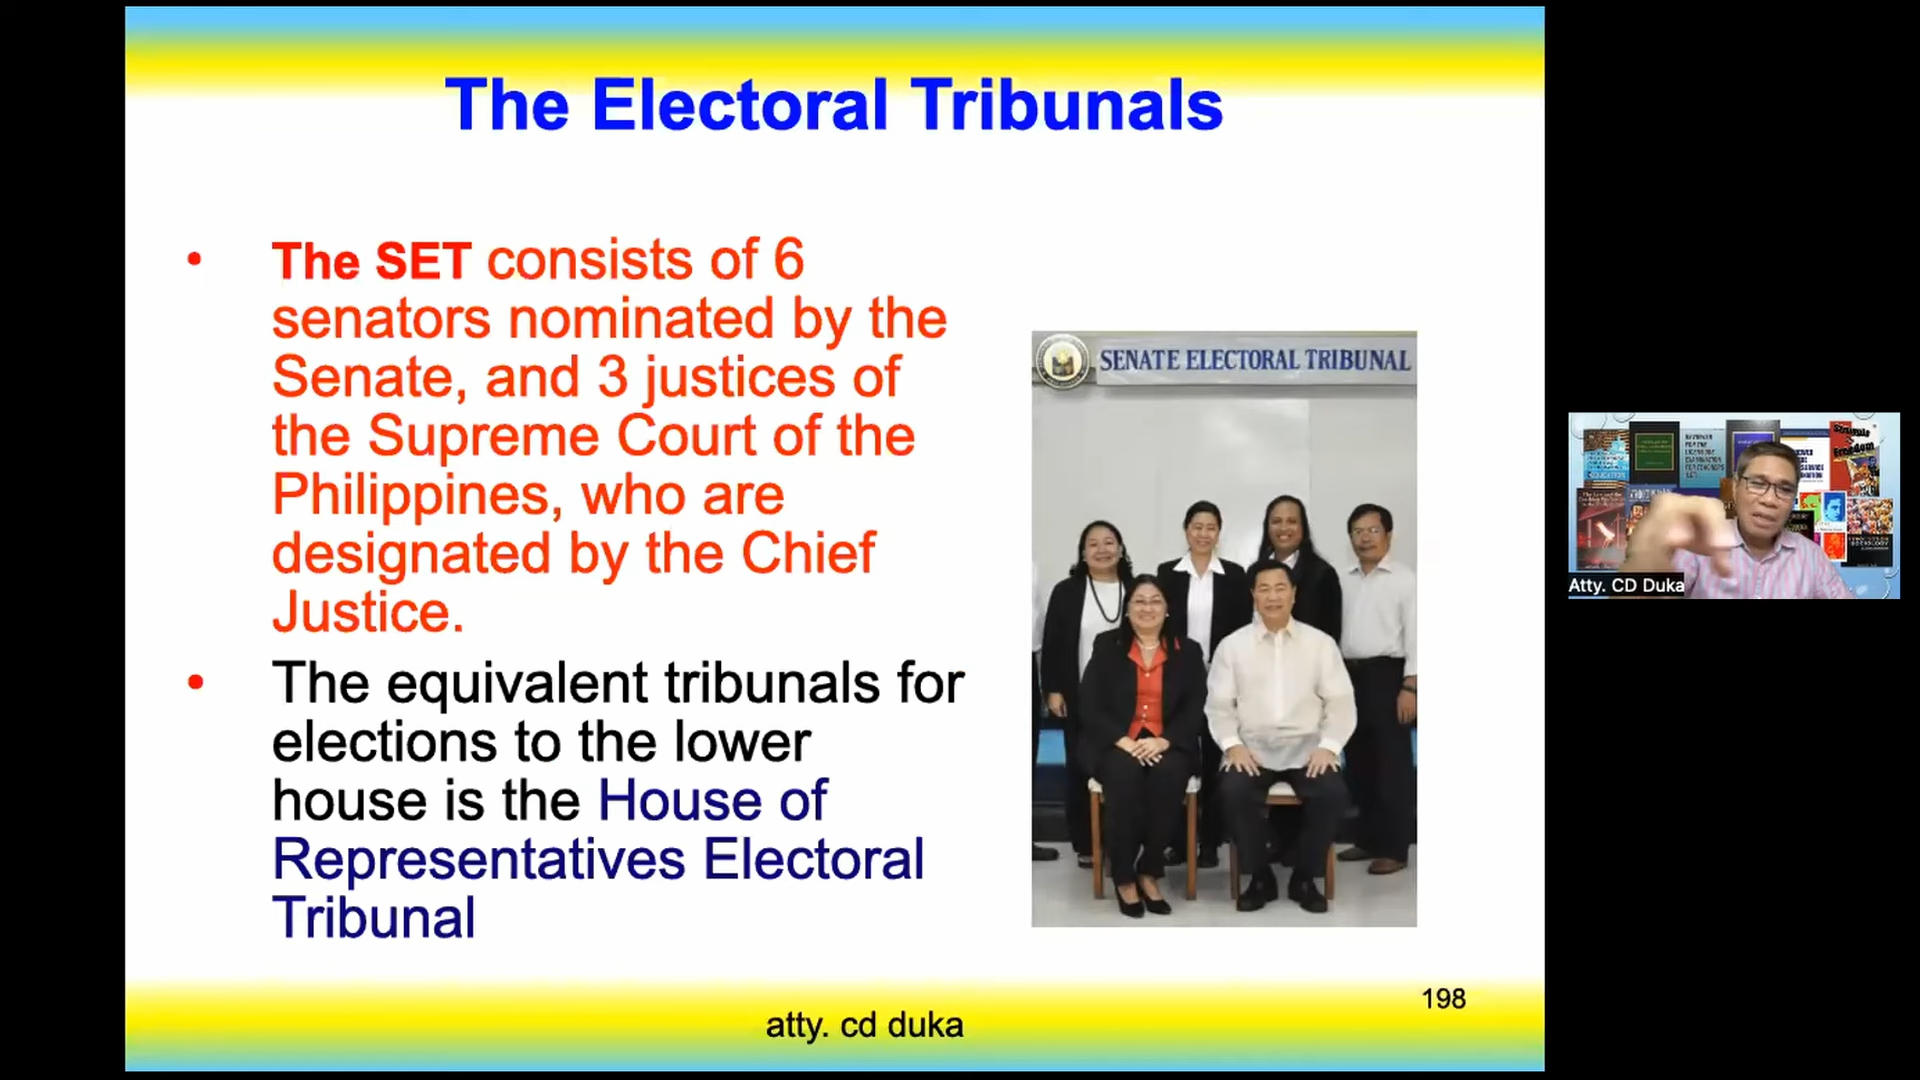 The Electoral Tribunals
• The SET consists of 6
senators nominated by the
Senate, and 3 justices of
the Supreme Court of the
Philippines, who are
designated by the Chief
Justice.
• The equivalent tribunals for
elections to the lower
house is the House of
Representatives Electoral
Tribunal
SENATE ELECTORAL TRIBUNAL
198
atty. cd duka
Atty. CD Duka